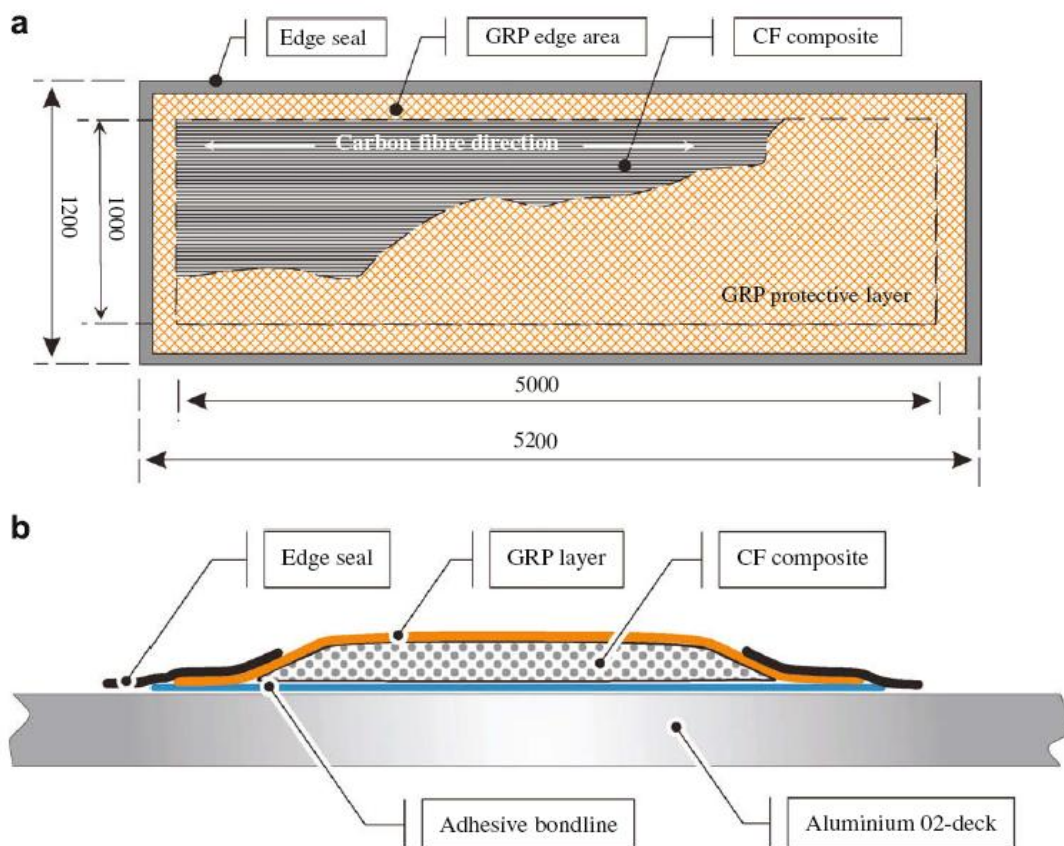 a
Edge seal
GRP edge area
CF composite
Carbon fibre direction
1200
1000
GRP protective layer
5000
5200
b
Edge seal
GRP layer
CF composite
Adhesive bondline
Aluminium 02-deck